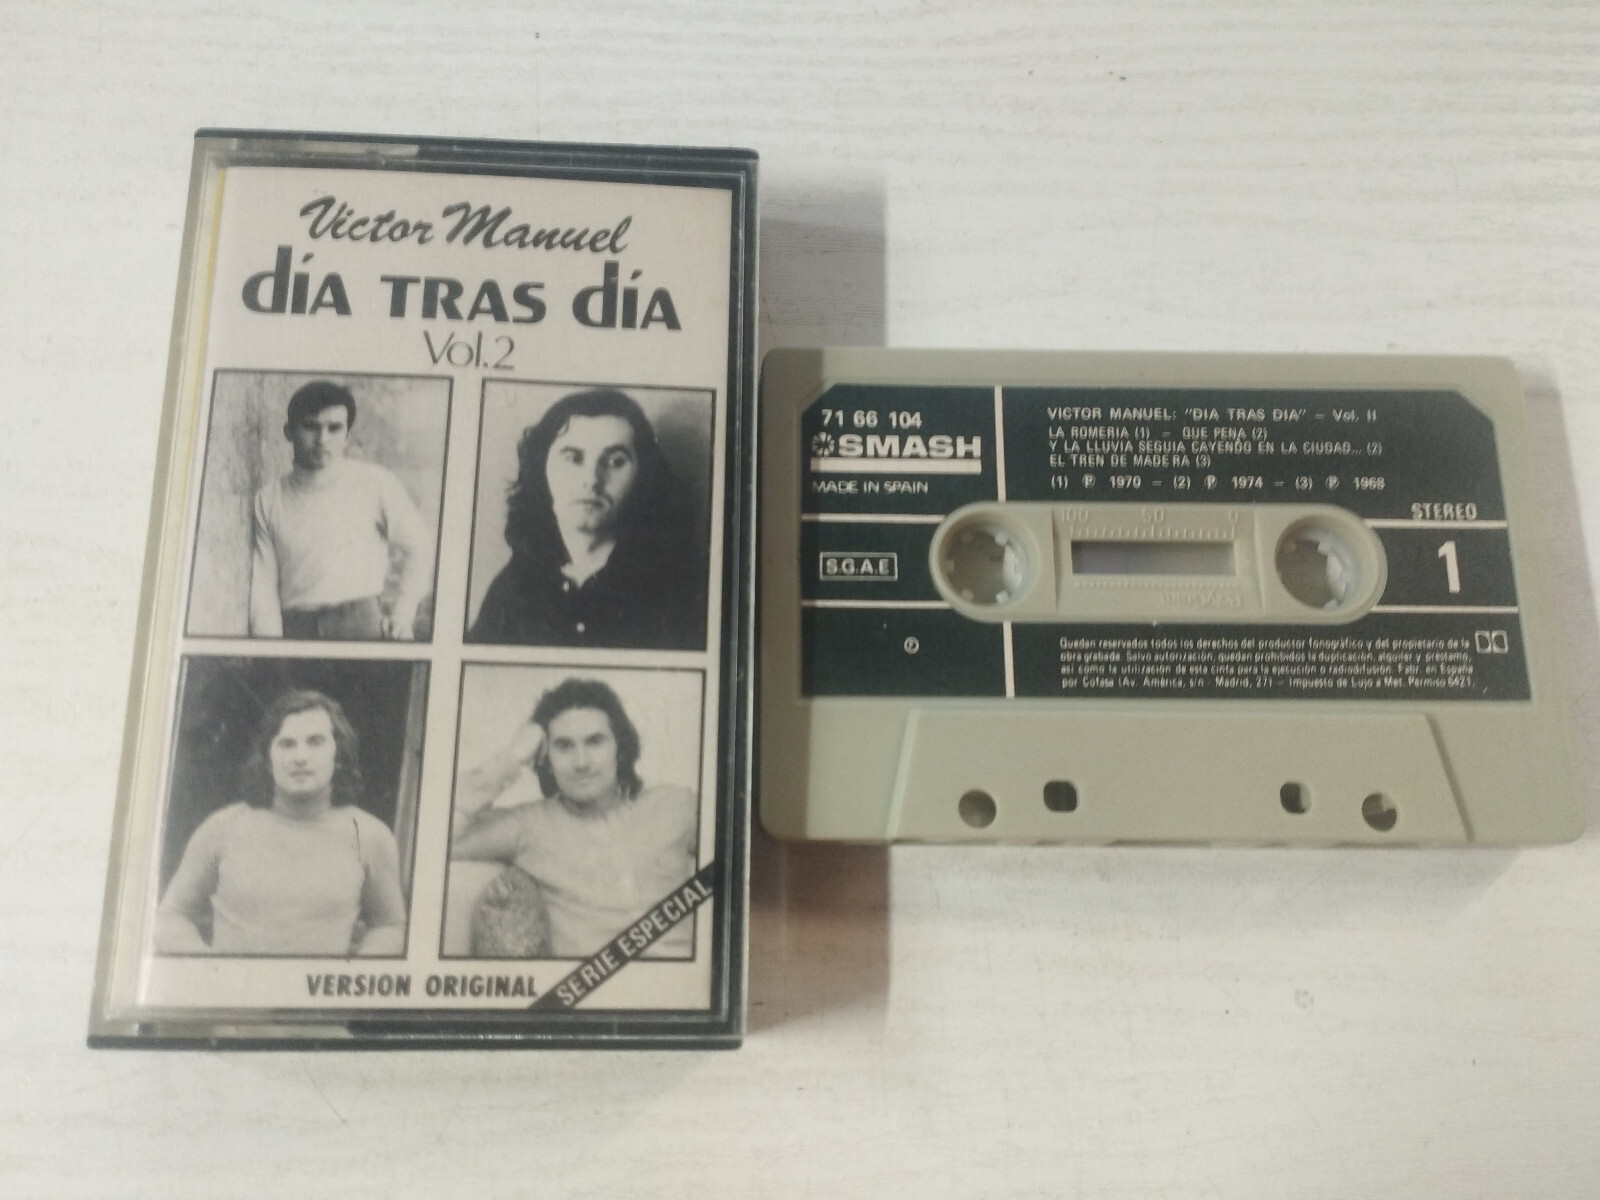 Victor Manuel
día TRAS día
Vol.2
VERSION ORIGINAL
SERIE ESPECIAL
71 66 104
SMASH
MADE IN SPAIN
S.G.A.E
VICTOR MANUEL: "DIA TRAS DIA" - Vol. II
LA ROMERIA (1) - QUE PENA (2)
Y LA LLUVIA SEGUIA CAYENDO EN LA CIUDAD... (2)
EL TREN DE MADERA (3)
(1) Ⓟ 1970 - (2) Ⓟ 1974 - (3) Ⓟ 1968
STEREO
1
100 50 0
PolyGram
Ⓟ
Quedan reservados todos los derechos del productor fonográfico y del propietario de la
obra grabada. Salvo autorización, quedan prohibidos la duplicación, alquiler y préstamo,
así como la utilización de esta cinta para ejecución o radiodifusión. Fabr. en España
por Cofasa (Av. América, s/n - Madrid, 27) - Impuesto de Lujo a Met. Permiso 6421.